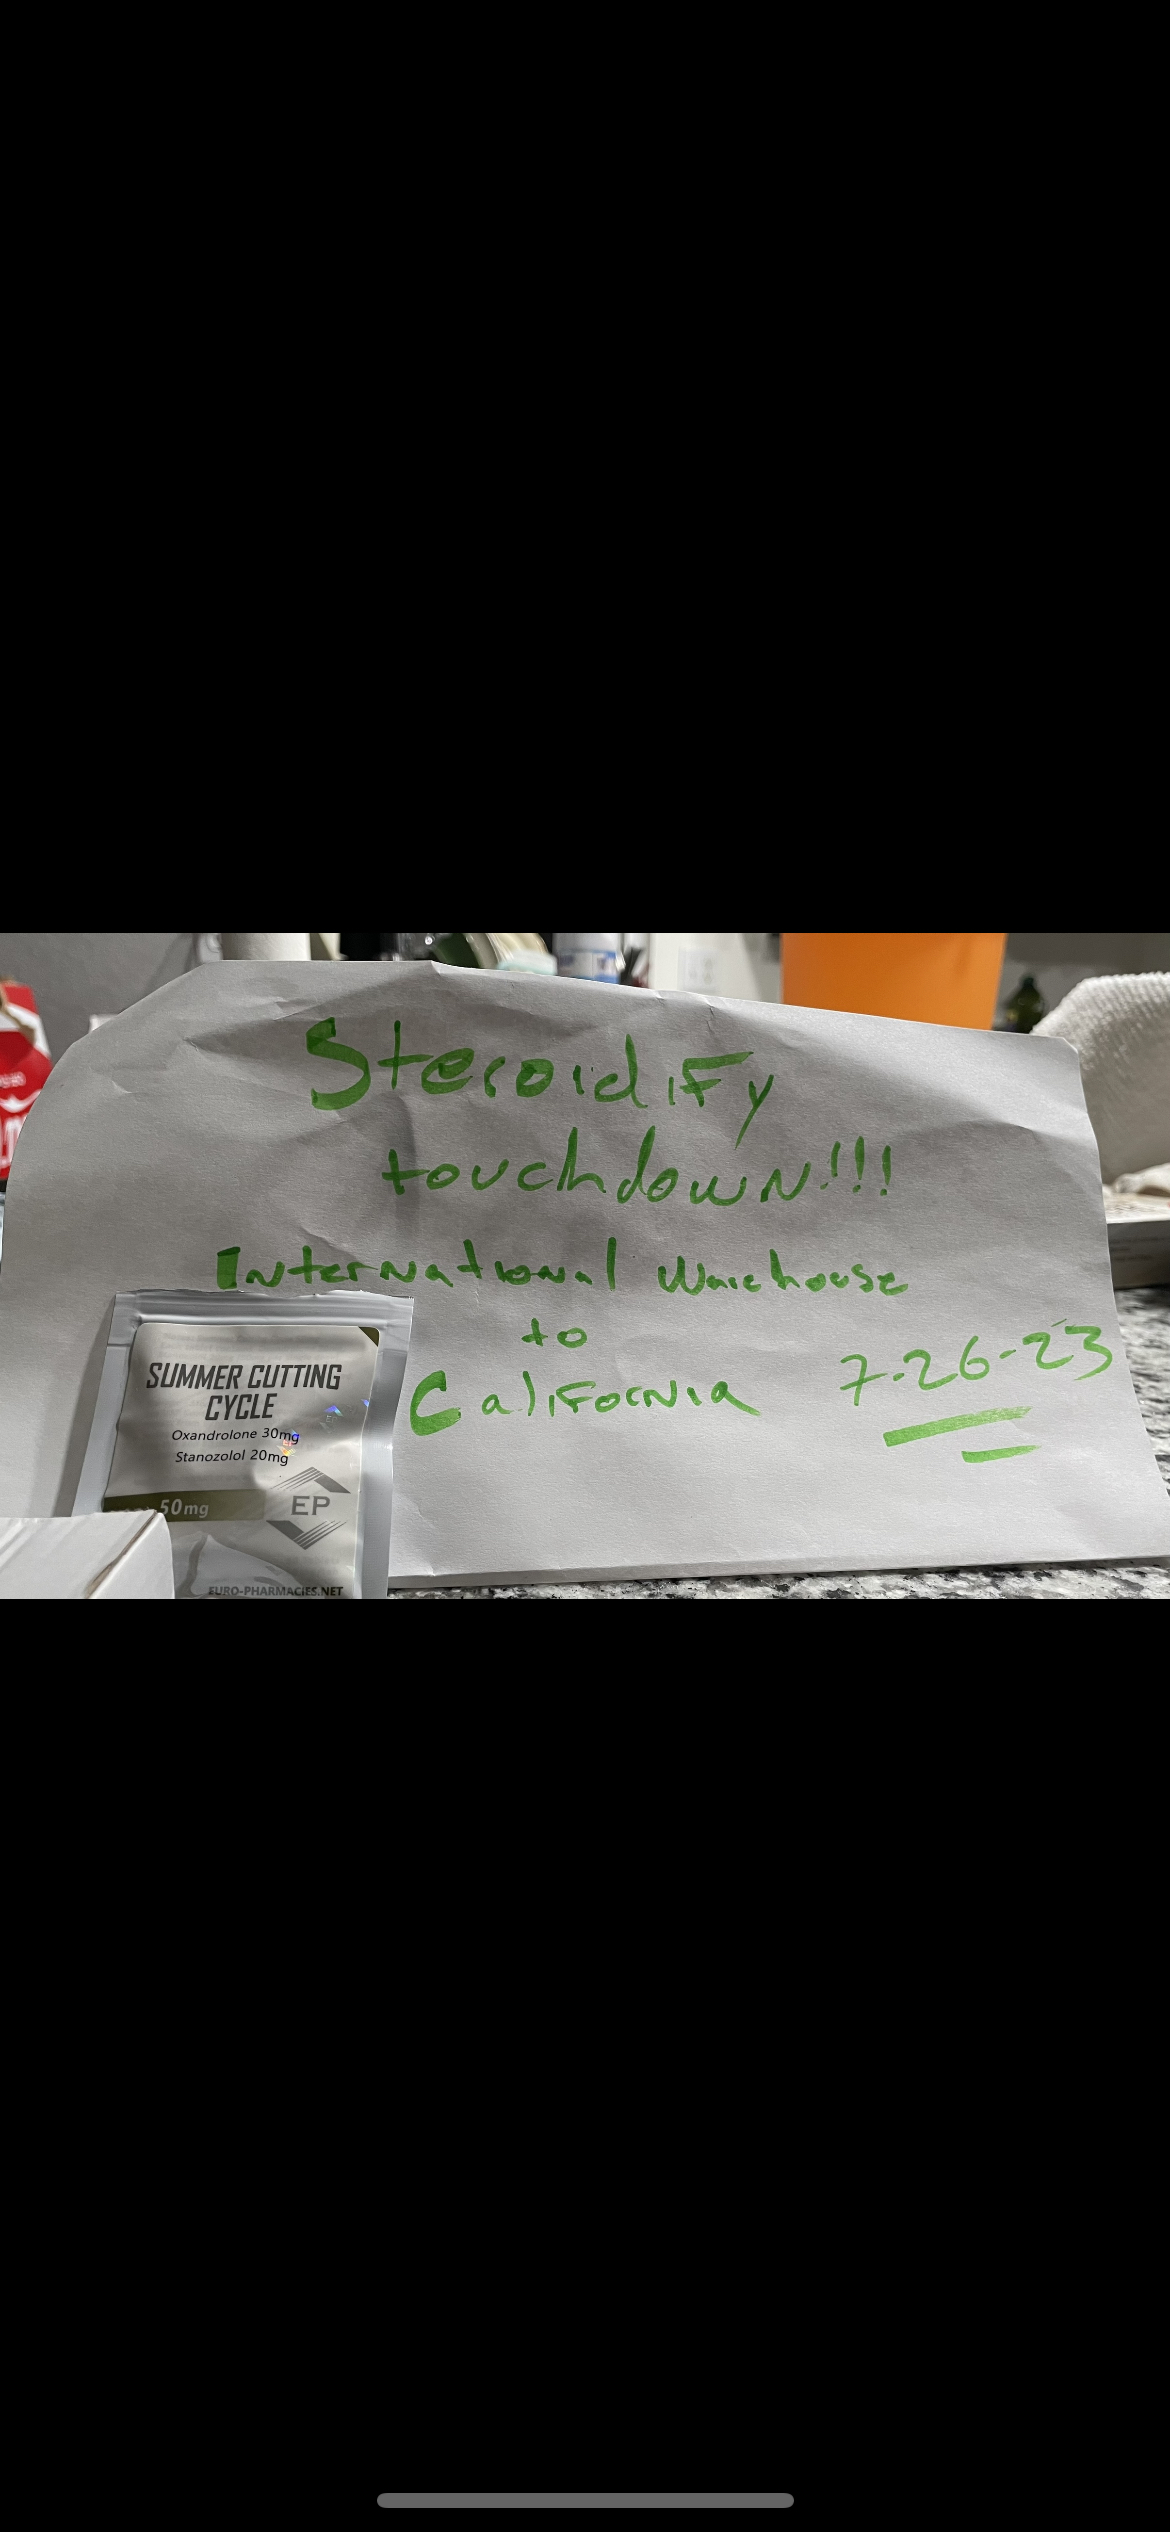 Steroidify
touchdown!!!
International Warehouse
to
California 7-26-23
SUMMER CUTTING
CYCLE
Oxandrolone 30mg
Stanozolol 20mg
50mg
EP
EURO-PHARMACIES.NET